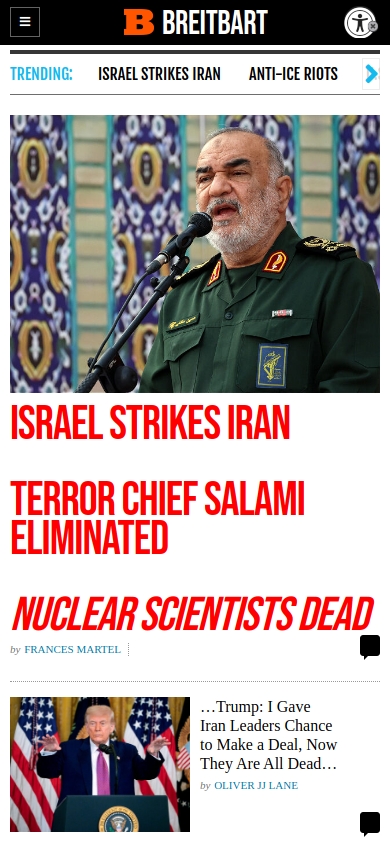 B BREITBART
TRENDING:
ISRAEL STRIKES IRAN
ANTI-ICE RIOTS
ISRAEL STRIKES IRAN
TERROR CHIEF SALAMI
ELIMINATED
NUCLEAR SCIENTISTS DEAD
by FRANCES MARTEL
…Trump: I Gave
Iran Leaders Chance
to Make a Deal, Now
They Are All Dead…
by OLIVER JJ LANE